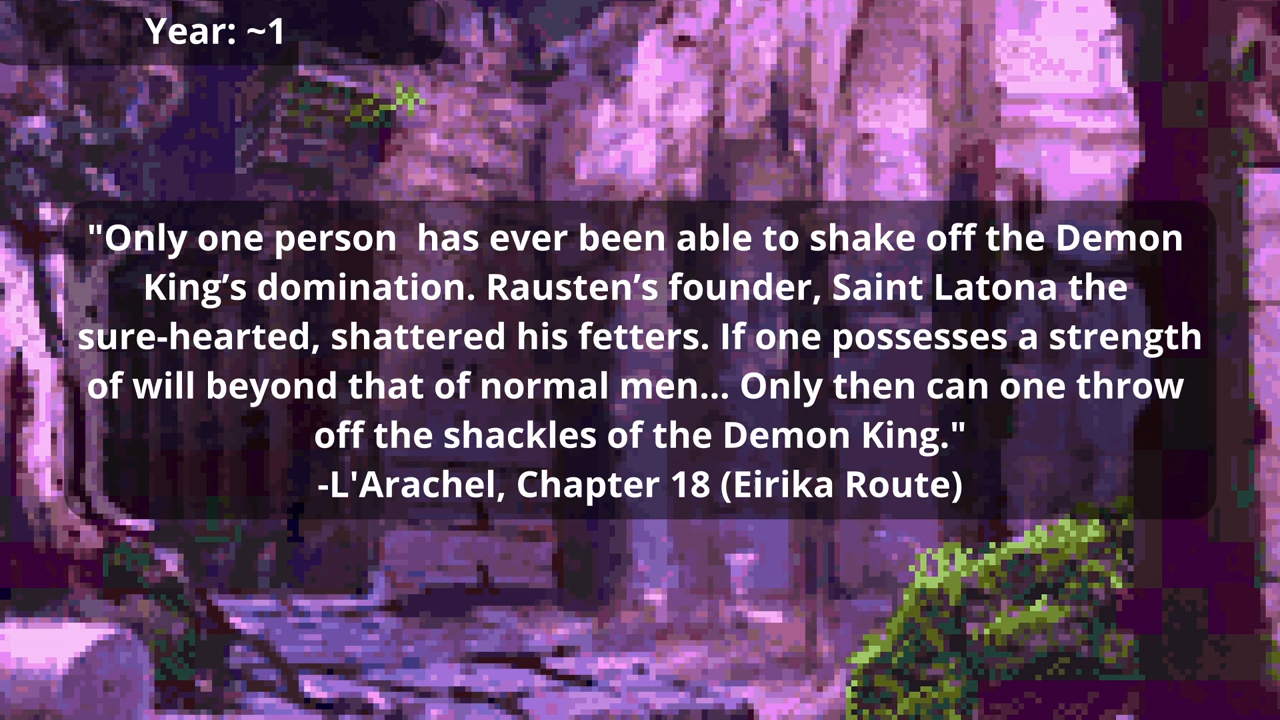 Year: ~1
"Only one person  has ever been able to shake off the Demon
King’s domination. Rausten’s founder, Saint Latona the
sure-hearted, shattered his fetters. If one possesses a strength
of will beyond that of normal men... Only then can one throw
off the shackles of the Demon King."
-L'Arachel, Chapter 18 (Eirika Route)